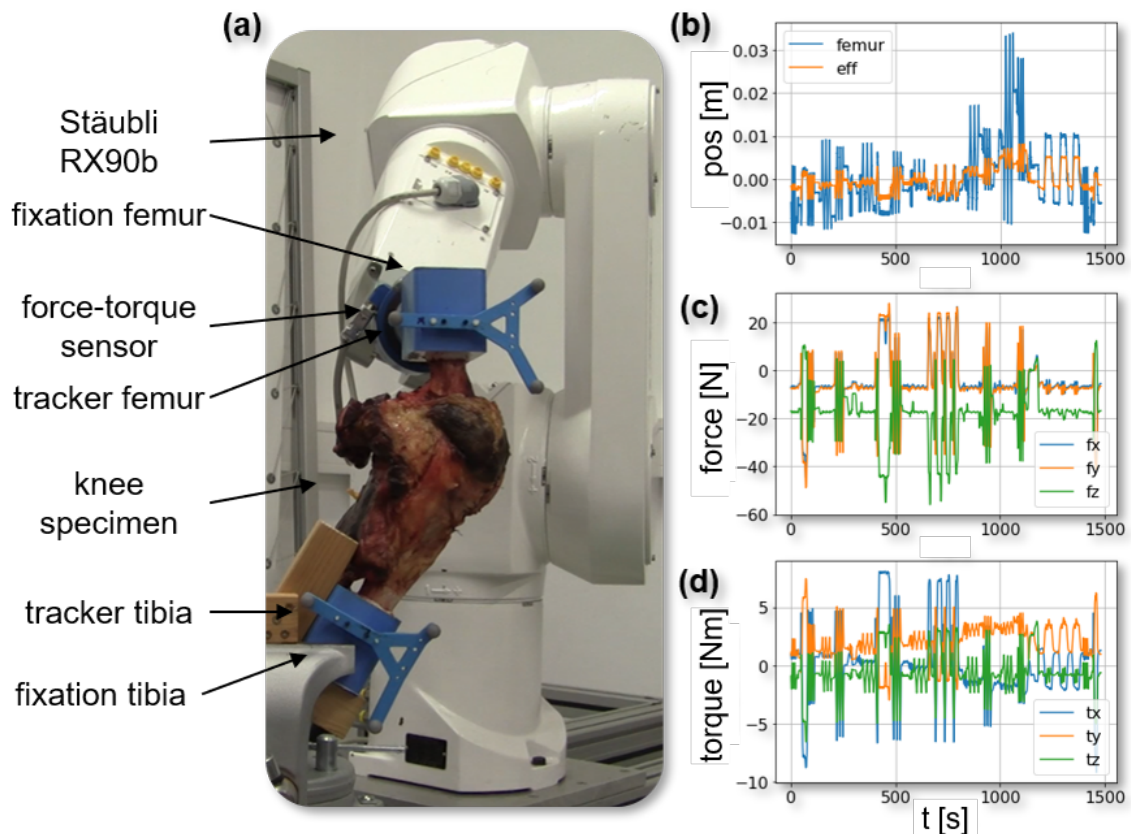 (a)
Stäubli
RX90b
fixation femur
force-torque
sensor
tracker femur
knee
specimen
tracker tibia
fixation tibia
(b)
pos [m]
0.03
0.02
0.01
0.00
−0.01
femur
eff
0
500
1000
1500
(c)
force [N]
20
0
−20
−40
−60
fx
fy
fz
0
500
1000
1500
(d)
torque [Nm]
5
0
−5
−10
tx
ty
tz
0
500
1000
1500
t [s]